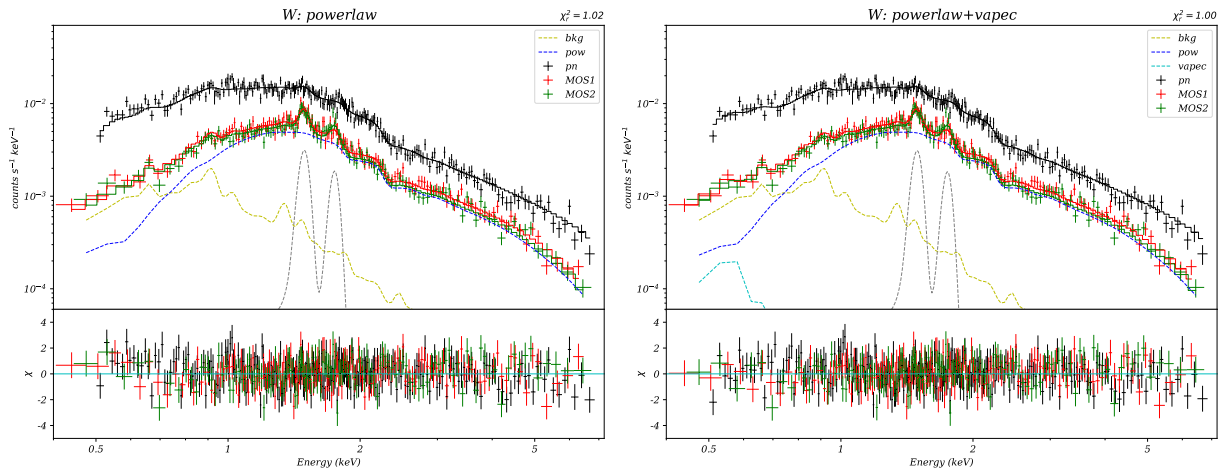 W: powerlaw
χ²ᵣ = 1.02
bkg
pow
pn
MOS1
MOS2
counts s⁻¹ keV⁻¹
10⁻²
10⁻³
10⁻⁴
χ
4
2
0
-2
-4
0.5
1
2
5
Energy (keV)
W: powerlaw+vapec
χ²ᵣ = 1.00
bkg
pow
vapec
pn
MOS1
MOS2
counts s⁻¹ keV⁻¹
10⁻²
10⁻³
10⁻⁴
χ
4
2
0
-2
-4
0.5
1
2
5
Energy (keV)